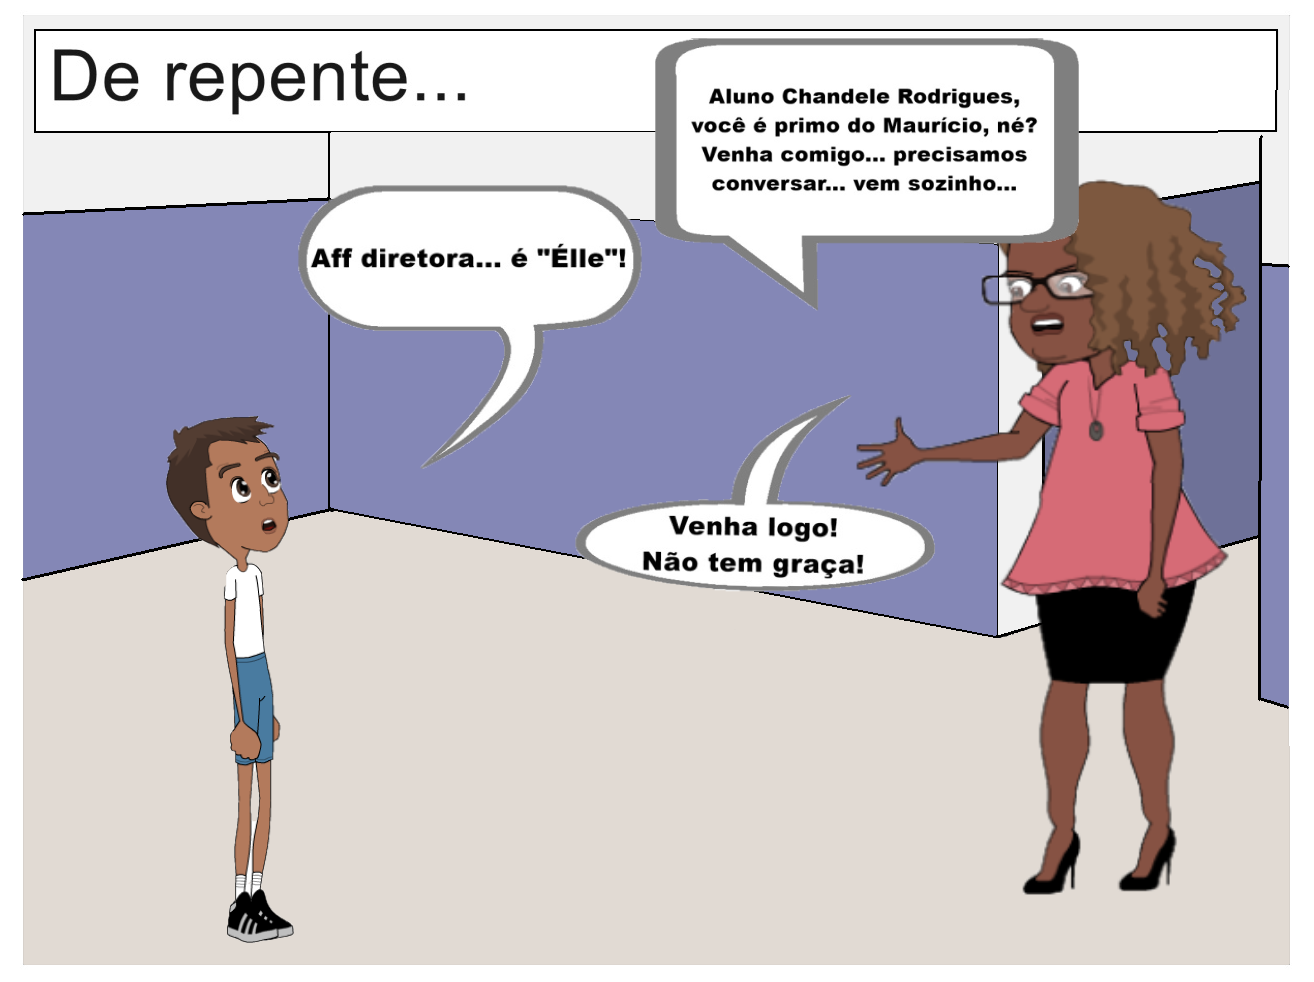 De repente...
Aluno Chandele Rodrigues,
você é primo do Maurício, né?
Venha comigo... precisamos
conversar... vem sozinho...
Aff diretora... é "Élle"!
Venha logo!
Não tem graça!